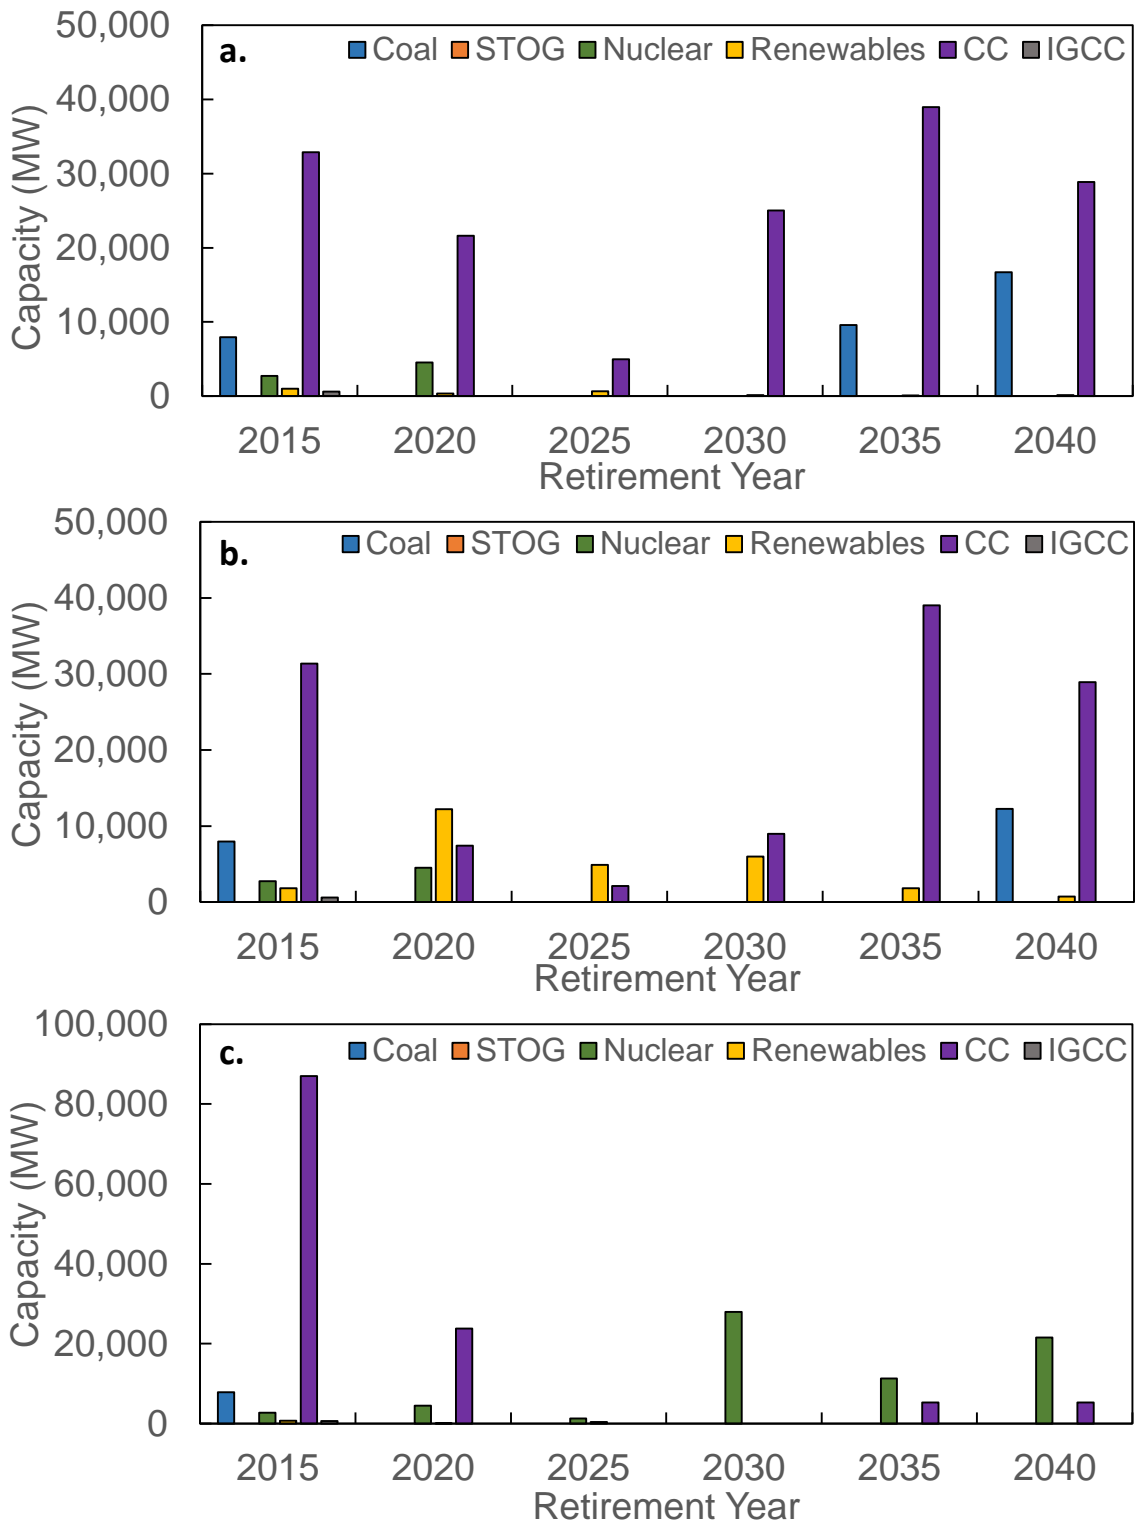 50,000
a. Coal STOG Nuclear Renewables CC IGCC
40,000
30,000
20,000
10,000
0
Capacity (MW)
2015 2020 2025 2030 2035 2040
Retirement Year
50,000
b. Coal STOG Nuclear Renewables CC IGCC
40,000
30,000
20,000
10,000
0
Capacity (MW)
2015 2020 2025 2030 2035 2040
Retirement Year
100,000
c. Coal STOG Nuclear Renewables CC IGCC
80,000
60,000
40,000
20,000
0
Capacity (MW)
2015 2020 2025 2030 2035 2040
Retirement Year